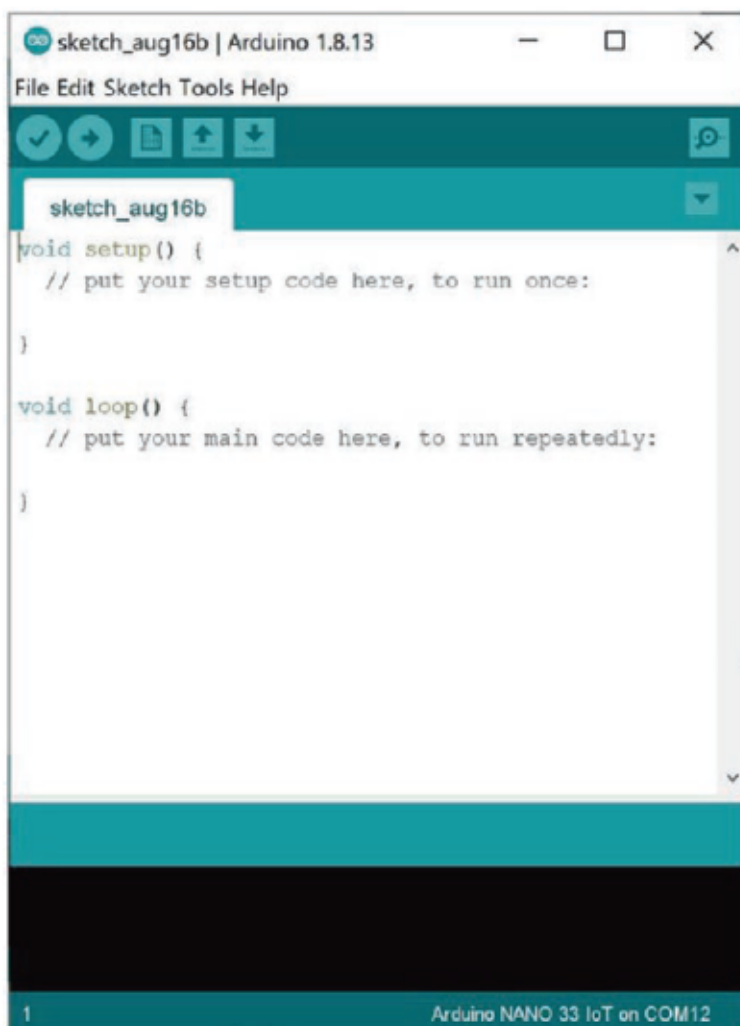 sketch_aug16b | Arduino 1.8.13
File Edit Sketch Tools Help
sketch_aug16b
void setup() {
  // put your setup code here, to run once:
}
void loop() {
  // put your main code here, to run repeatedly:
}
1 Arduino NANO 33 IoT on COM12